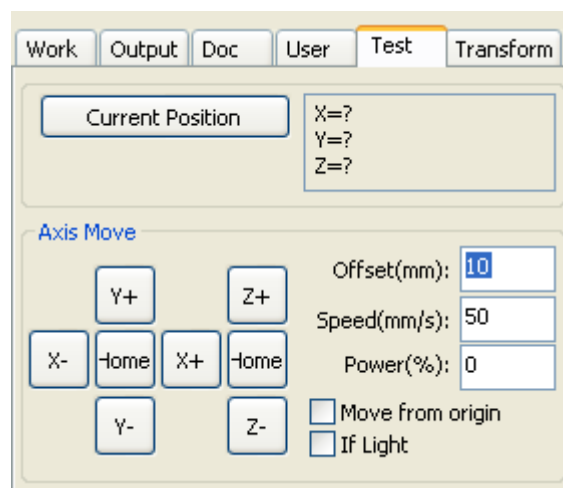 Work Output Doc User Test Transform
Current Position
X=?
Y=?
Z=?
Axis Move
Offset(mm): 10
Y+ Z+
Speed(mm/s): 50
X- Home X+ Home
Power(%): 0
Move from origin
Y- Z-
If Light